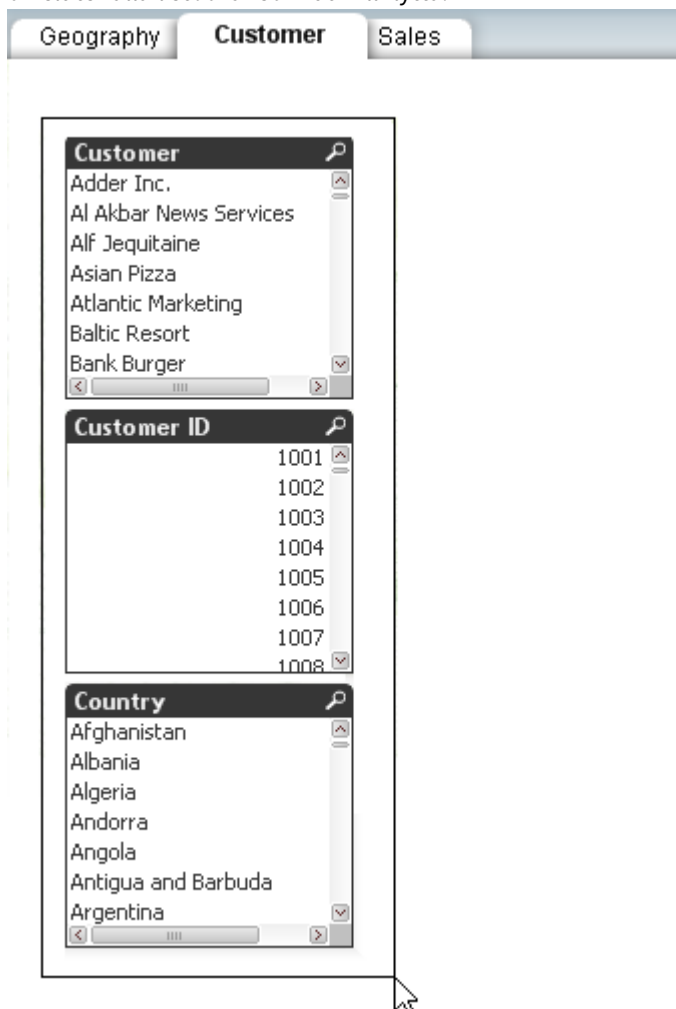 Geography Customer Sales
Customer
Adder Inc.
Al Akbar News Services
Alf Jequitaine
Asian Pizza
Atlantic Marketing
Baltic Resort
Bank Burger
Customer ID
1001
1002
1003
1004
1005
1006
1007
1008
Country
Afghanistan
Albania
Algeria
Andorra
Angola
Antigua and Barbuda
Argentina